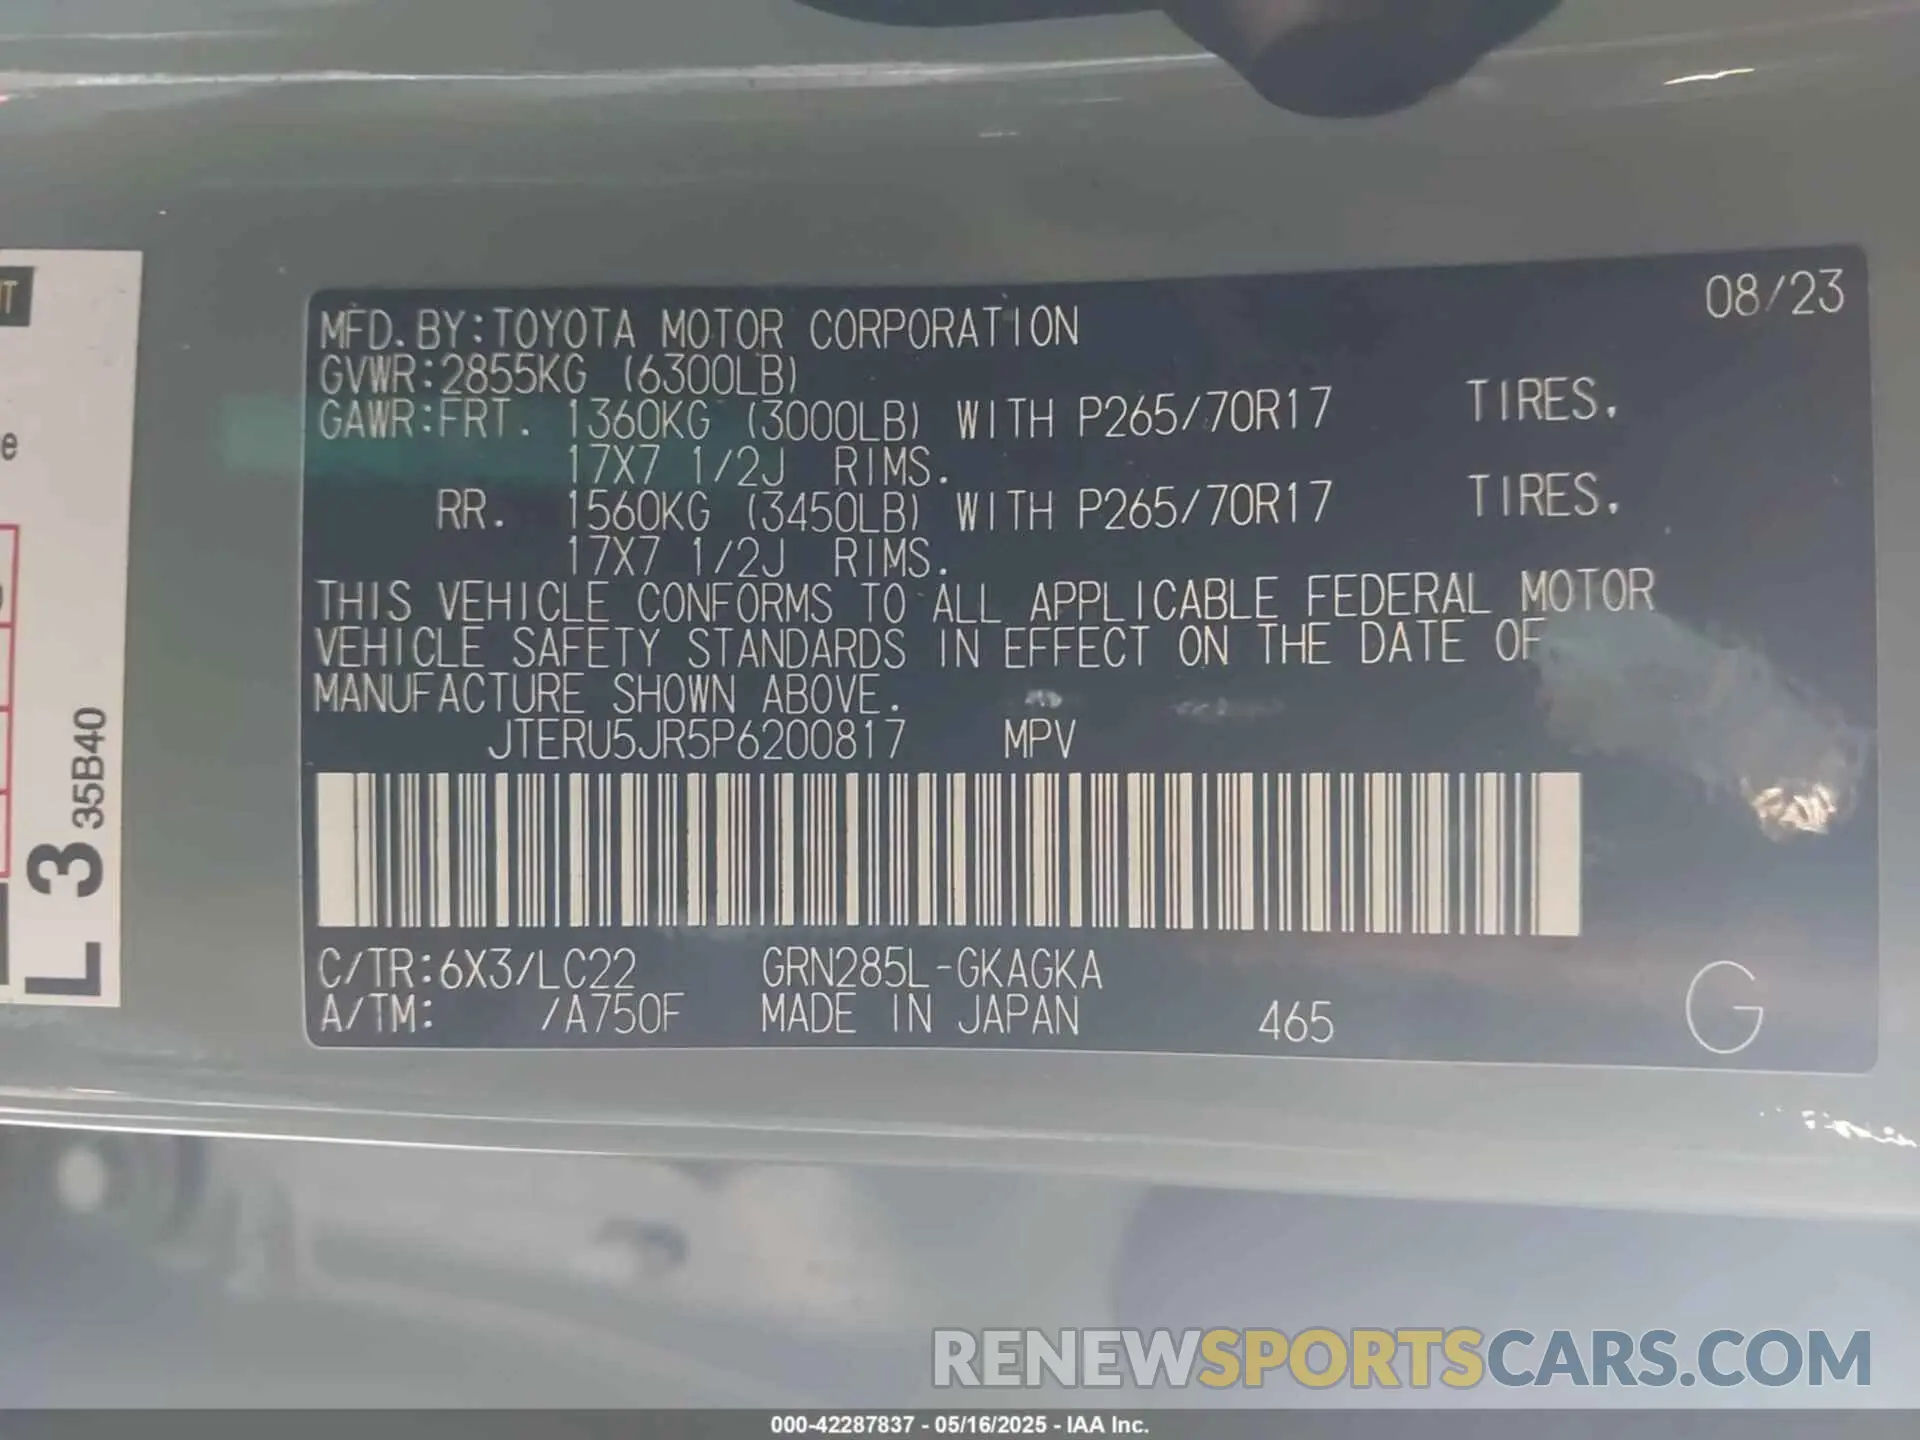 08/23
MFD.BY:TOYOTA MOTOR CORPORATION
GVWR:2855KG (6300LB)
GAWR:FRT. 1360KG (3000LB) WITH P265/70R17 TIRES.
17X7 1/2J RIMS.
RR. 1560KG (3450LB) WITH P265/70R17 TIRES.
17X7 1/2J RIMS.
THIS VEHICLE CONFORMS TO ALL APPLICABLE FEDERAL MOTOR
VEHICLE SAFETY STANDARDS IN EFFECT ON THE DATE OF
MANUFACTURE SHOWN ABOVE.
JTERU5JR5P6200817 MPV
C/TR:6X3/LC22 GRN285L-GKAGKA
A/TM: /A750F MADE IN JAPAN 465 G
L 3 35B40
RENEWSPORTSCARS.COM
000-42287837 - 05/16/2025 - IAA Inc.